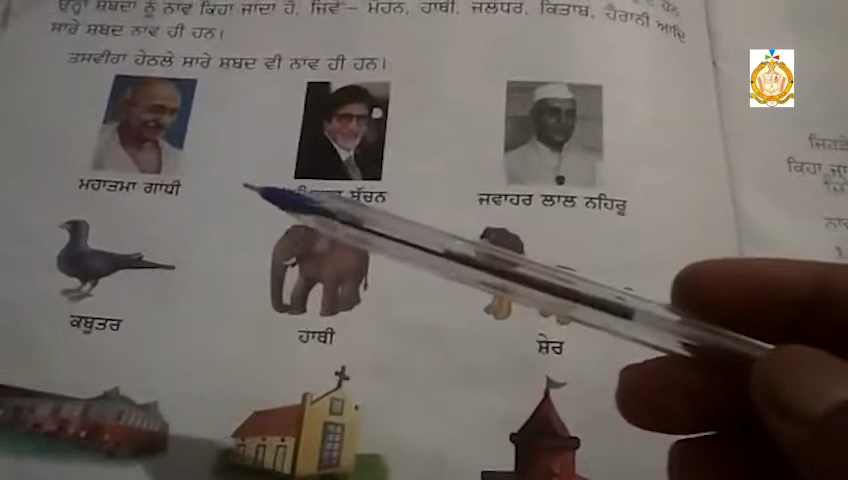 ਉਨ੍ਹਾਂ ਸ਼ਬਦਾਂ ਨੂੰ ਨਾਂਵ ਕਿਹਾ ਜਾਂਦਾ ਹੈ, ਜਿਵੇਂ– ਮੋਹਨ, ਹਾਥੀ, ਜਲੰਧਰ, ਕਿਤਾਬ, ਹੈਰਾਨੀ ਆਦਿ
ਸਾਰੇ ਸ਼ਬਦ ਨਾਂਵ ਹੀ ਹਨ।
ਤਸਵੀਰਾਂ ਹੇਠਲੇ ਸਾਰੇ ਸ਼ਬਦ ਵੀ ਨਾਂਵ ਹੀ ਹਨ।
ਮਹਾਤਮਾ ਗਾਂਧੀ
ਬੱਚਨ
ਜਵਾਹਰ ਲਾਲ ਨਹਿਰੂ
ਕਬੂਤਰ
ਹਾਥੀ
ਸ਼ੇਰ
ਕਿਹਾ ਜਾ